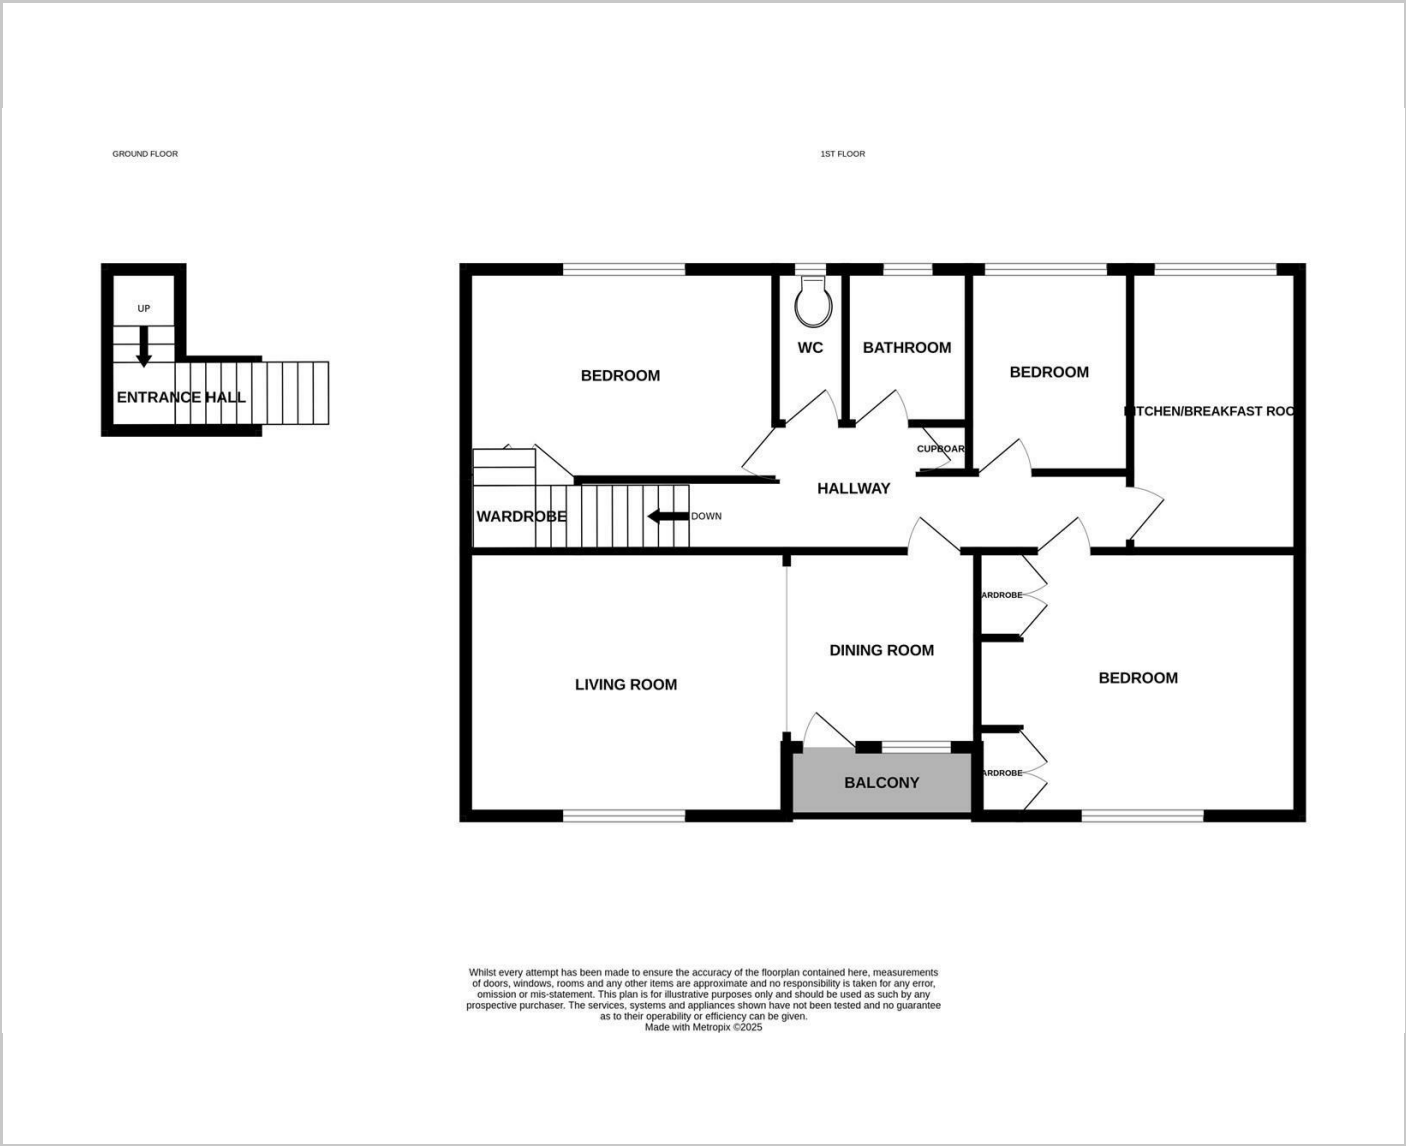 GROUND FLOOR
1ST FLOOR
UP
ENTRANCE HALL
BEDROOM
WC
BATHROOM
BEDROOM
KITCHEN/BREAKFAST ROO
CUPBOAR
HALLWAY
WARDROBE
DOWN
LIVING ROOM
DINING ROOM
ARDROBE
BEDROOM
ARDROBE
BALCONY
Whilst every attempt has been made to ensure the accuracy of the floorplan contained here, measurements
of doors, windows, rooms and any other items are approximate and no responsibility is taken for any error,
omission or mis-statement. This plan is for illustrative purposes only and should be used as such by any
prospective purchaser. The services, systems and appliances shown have not been tested and no guarantee
as to their operability or efficiency can be given.
Made with Metropix ©2025